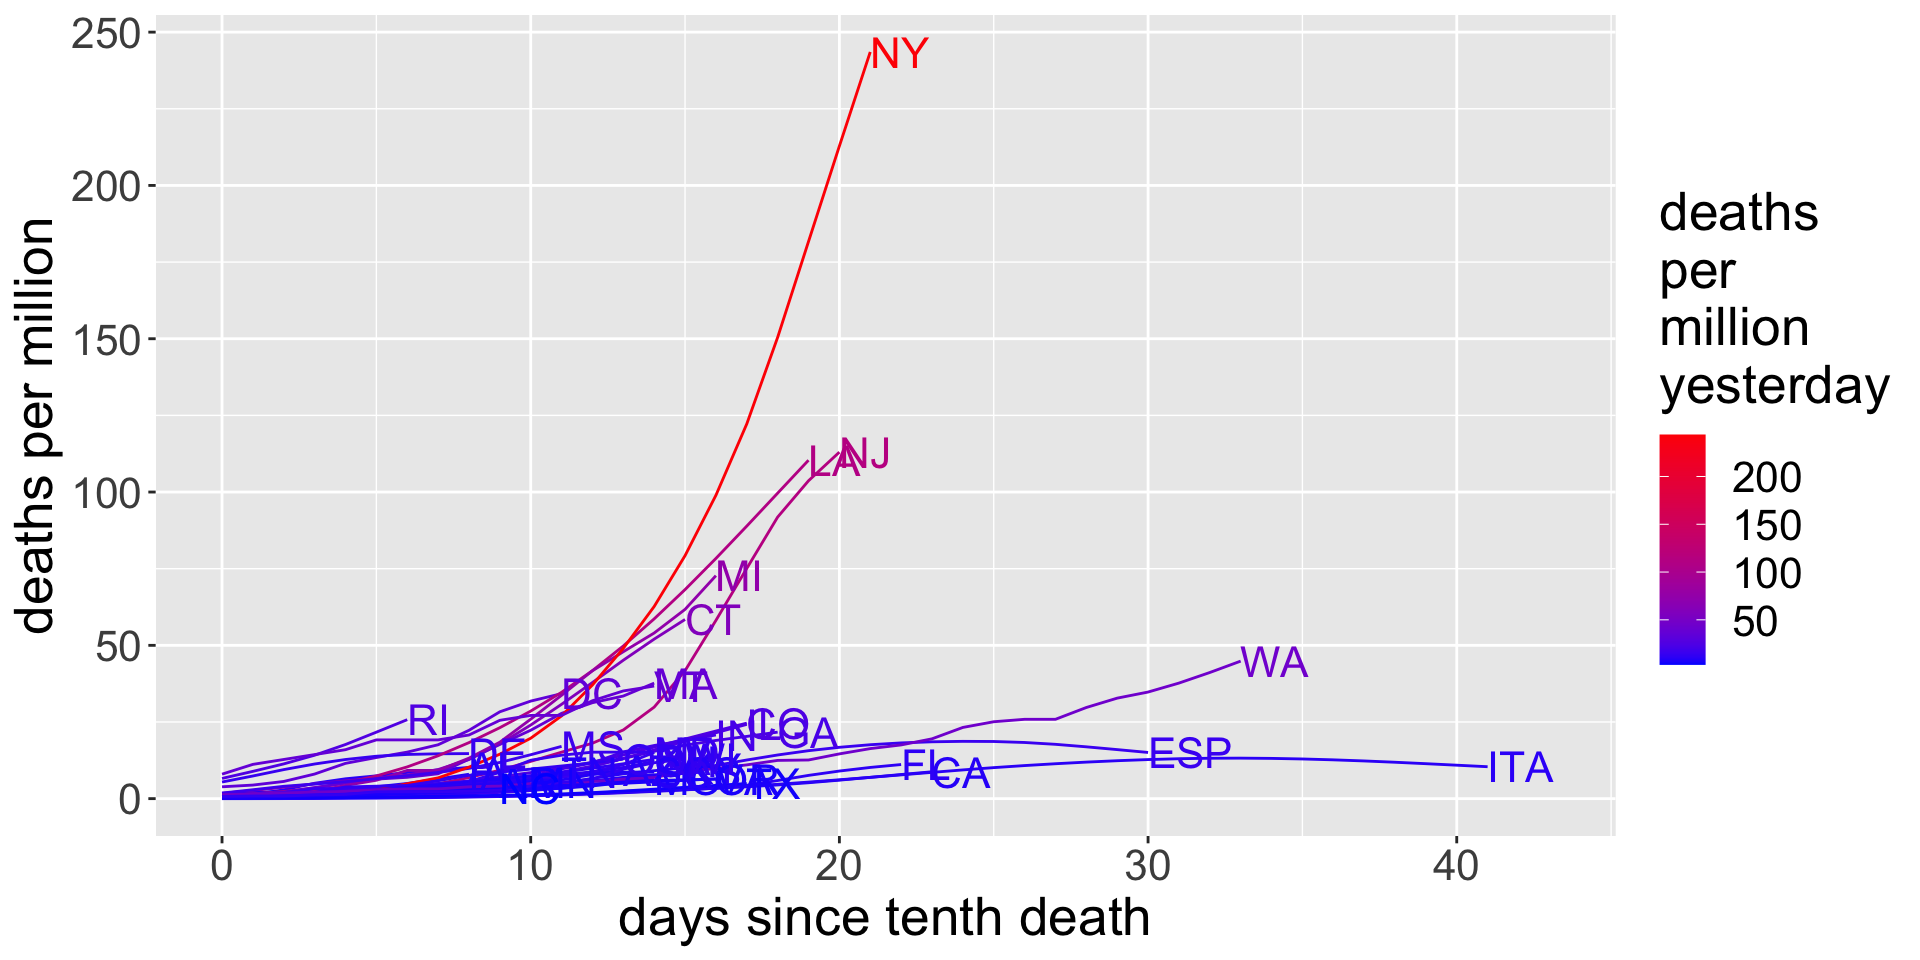 250
200
150
100
50
0
deaths per million
NY
NJ
LA
MI
CT
WA
DC
MA
RI
CO
GA
IN
MS
ESP
FL
CA
ITA
TX
NC
0
10
20
30
40
days since tenth death
deaths
per
million
yesterday
200
150
100
50